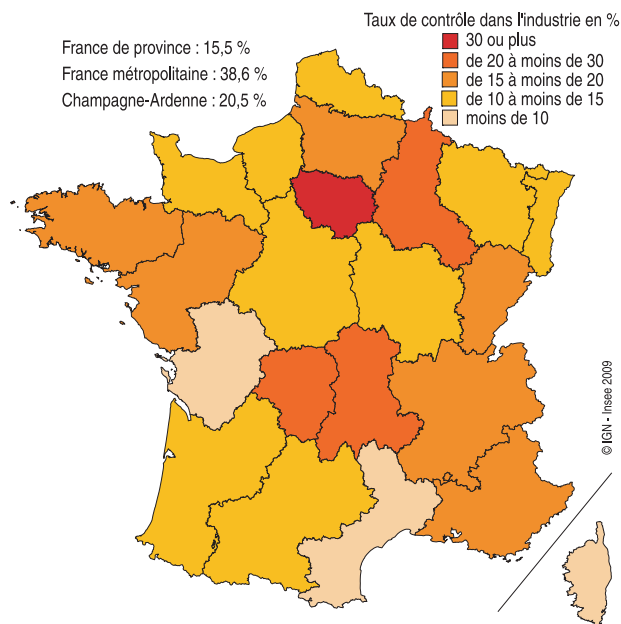 Taux de contrôle dans l'industrie en %
30 ou plus
de 20 à moins de 30
de 15 à moins de 20
de 10 à moins de 15
moins de 10
France de province : 15,5 %
France métropolitaine : 38,6 %
Champagne-Ardenne : 20,5 %
© IGN - Insee 2009